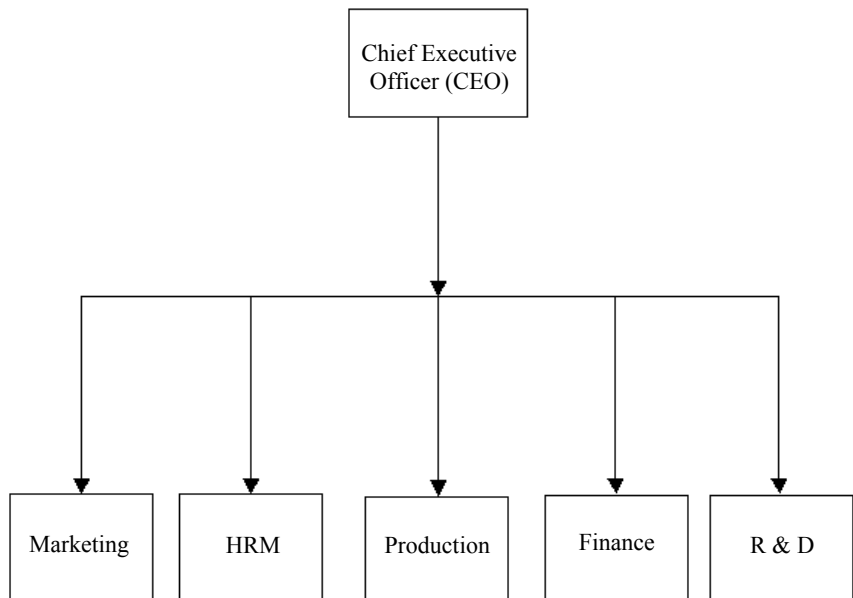 Chief Executive
Officer (CEO)
Marketing
HRM
Production
Finance
R & D